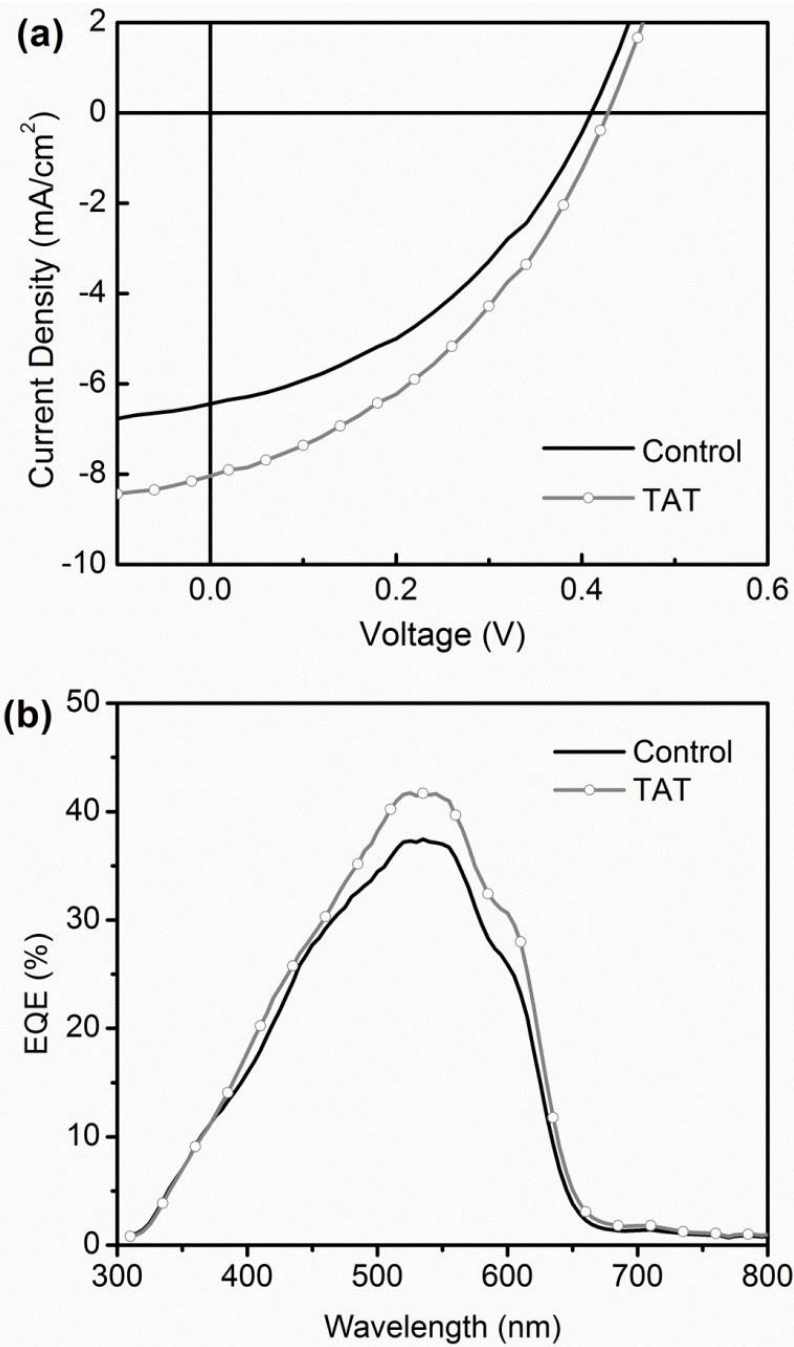 (a)
2
0
-2
-4
-6
-8
-10
Current Density (mA/cm²)
Control
TAT
0.0 0.2 0.4 0.6
Voltage (V)
(b)
50
40
30
20
10
0
EQE (%)
Control
TAT
300 400 500 600 700 800
Wavelength (nm)